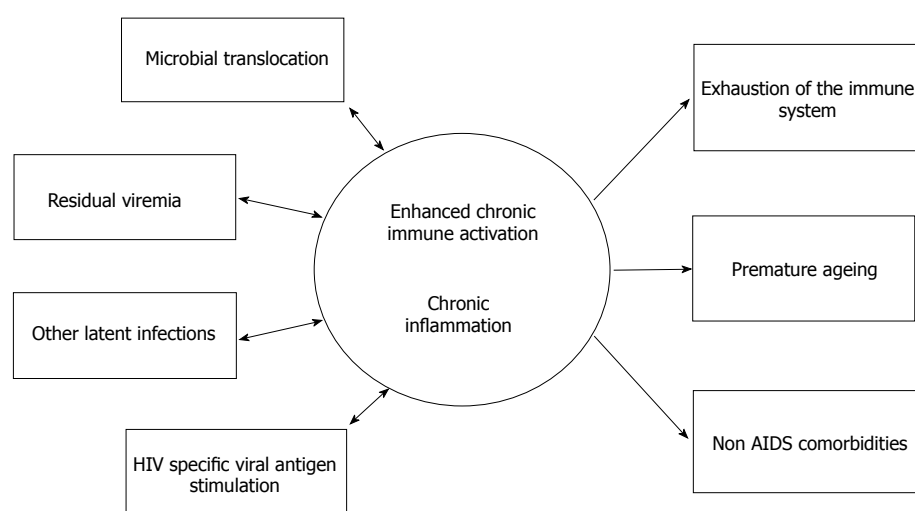 Microbial translocation
Residual viremia
Other latent infections
HIV specific viral antigen
stimulation
Enhanced chronic
immune activation
Chronic
inflammation
Exhaustion of the immune
system
Premature ageing
Non AIDS comorbidities